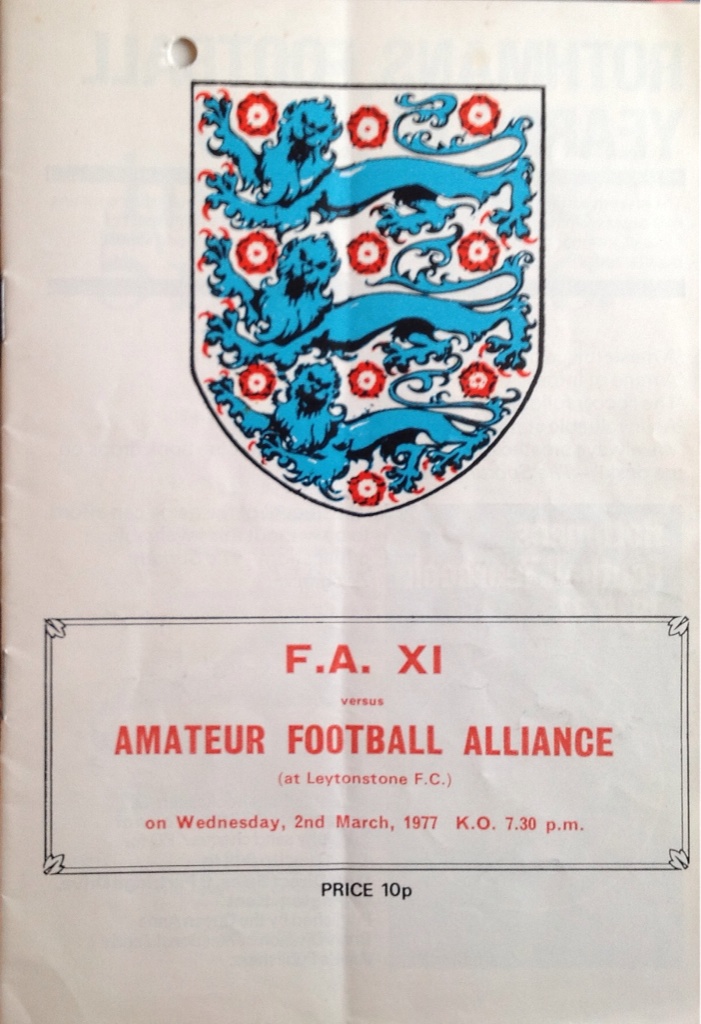 F.A. XI
versus
AMATEUR FOOTBALL ALLIANCE
(at Leytonstone F.C.)
on Wednesday, 2nd March, 1977 K.O. 7.30 p.m.
PRICE 10p